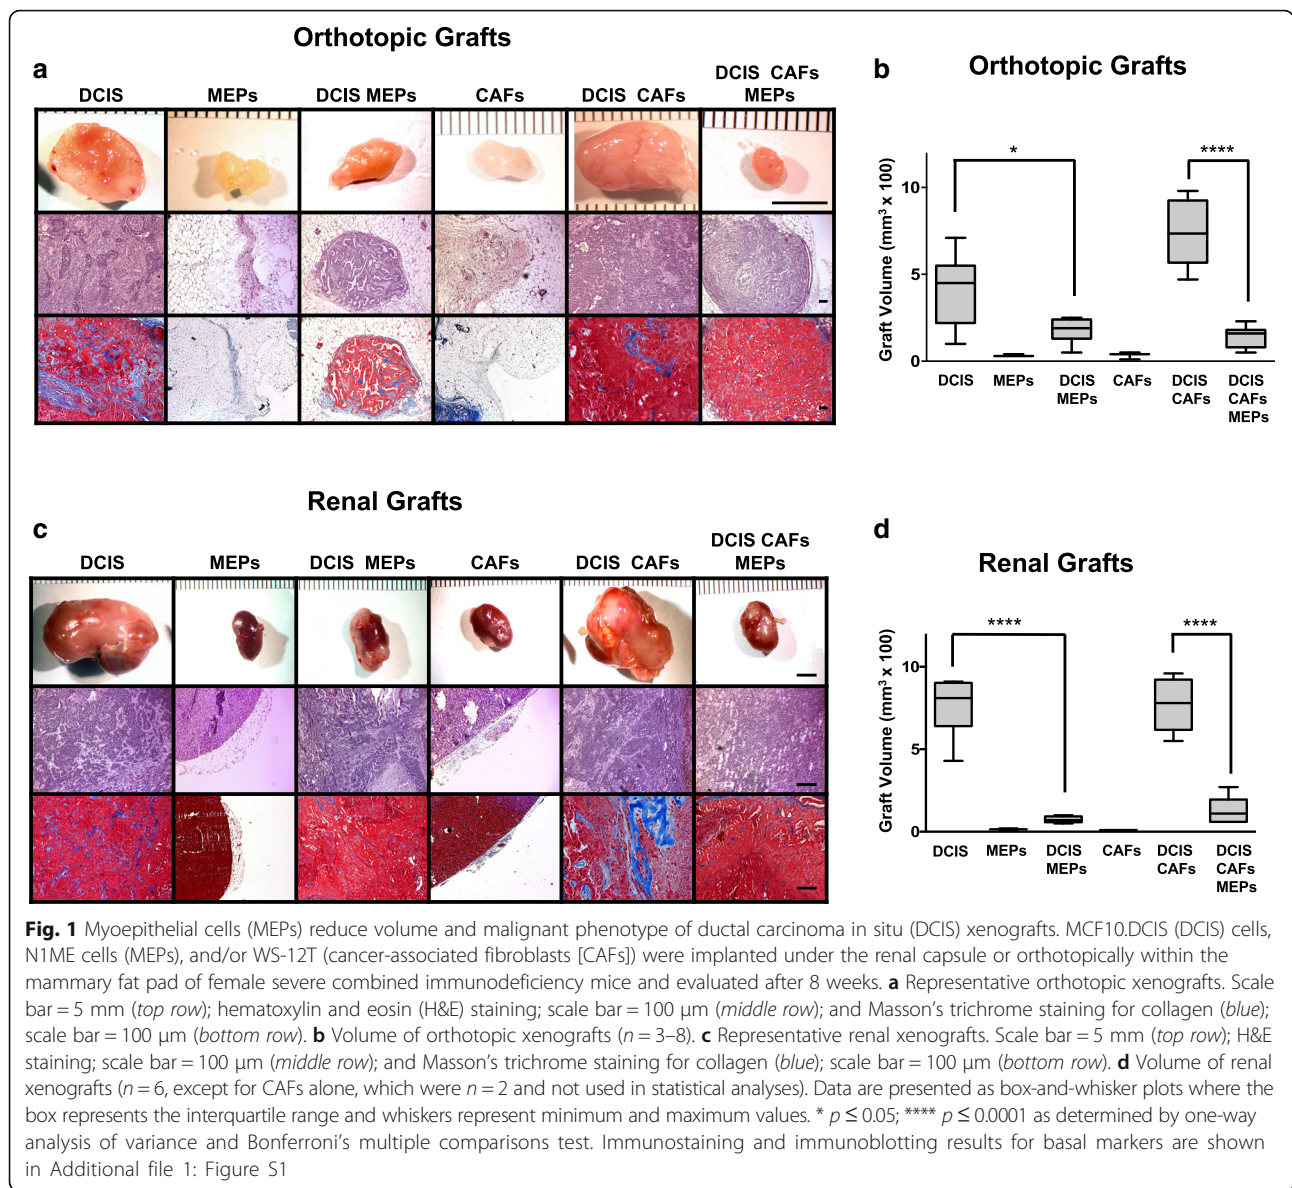 Orthotopic Grafts
a
DCIS MEPs DCIS MEPs CAFs DCIS CAFs DCIS CAFs
MEPs
b
Orthotopic Grafts
Graft Volume (mm³ x 100)
10
5
0
*
****
DCIS MEPs DCIS
MEPs CAFs DCIS
CAFs DCIS
CAFs
MEPs
Renal Grafts
c
DCIS MEPs DCIS MEPs CAFs DCIS CAFs DCIS CAFs
MEPs
d
Renal Grafts
Graft Volume (mm³ x 100)
10
5
0
****
****
DCIS MEPs DCIS
MEPs CAFs DCIS
CAFs DCIS
CAFs
MEPs
Fig. 1 Myoepithelial cells (MEPs) reduce volume and malignant phenotype of ductal carcinoma in situ (DCIS) xenografts. MCF10.DCIS (DCIS) cells,
N1ME cells (MEPs), and/or WS-12T (cancer-associated fibroblasts [CAFs]) were implanted under the renal capsule or orthotopically within the
mammary fat pad of female severe combined immunodeficiency mice and evaluated after 8 weeks. a Representative orthotopic xenografts. Scale
bar = 5 mm (top row); hematoxylin and eosin (H&E) staining; scale bar = 100 μm (middle row); and Masson's trichrome staining for collagen (blue);
scale bar = 100 μm (bottom row). b Volume of orthotopic xenografts (n = 3–8). c Representative renal xenografts. Scale bar = 5 mm (top row); H&E
staining; scale bar = 100 μm (middle row); and Masson's trichrome staining for collagen (blue); scale bar = 100 μm (bottom row). d Volume of renal
xenografts (n = 6, except for CAFs alone, which were n = 2 and not used in statistical analyses). Data are presented as box-and-whisker plots where the
box represents the interquartile range and whiskers represent minimum and maximum values. * p ≤ 0.05; **** p ≤ 0.0001 as determined by one-way
analysis of variance and Bonferroni's multiple comparisons test. Immunostaining and immunoblotting results for basal markers are shown
in Additional file 1: Figure S1